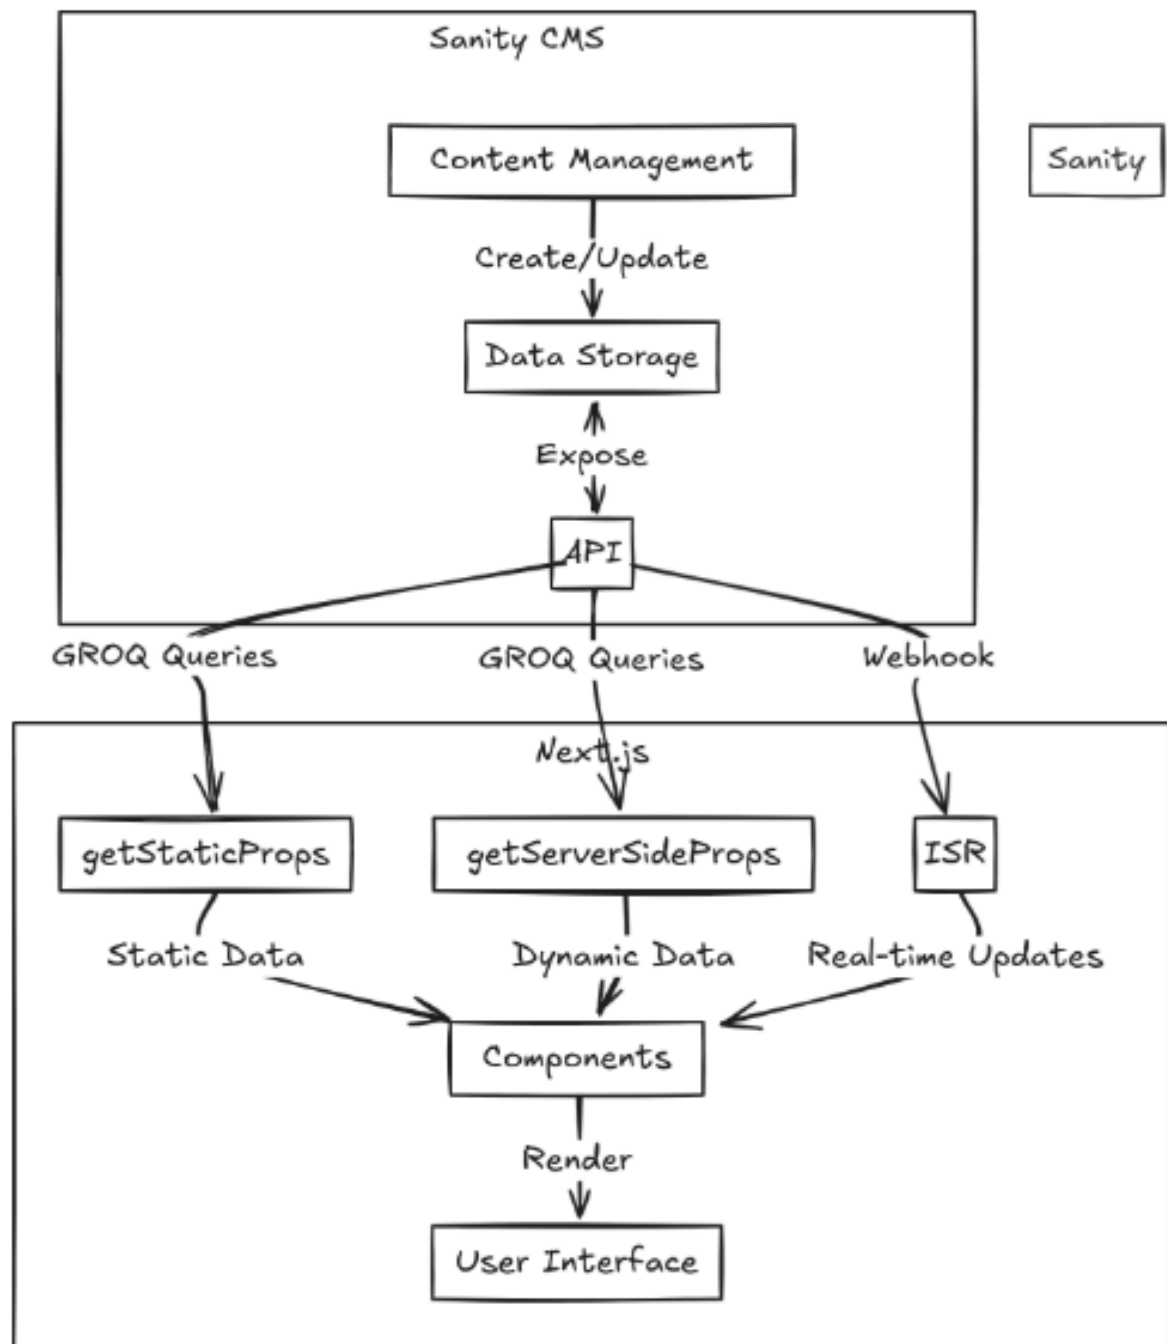 Sanity CMS
Content Management
Sanity
Create/Update
Data Storage
Expose
API
GROQ Queries
GROQ Queries
Webhook
Next.js
getStaticProps
getServerSideProps
ISR
Static Data
Dynamic Data
Real-time Updates
Components
Render
User Interface